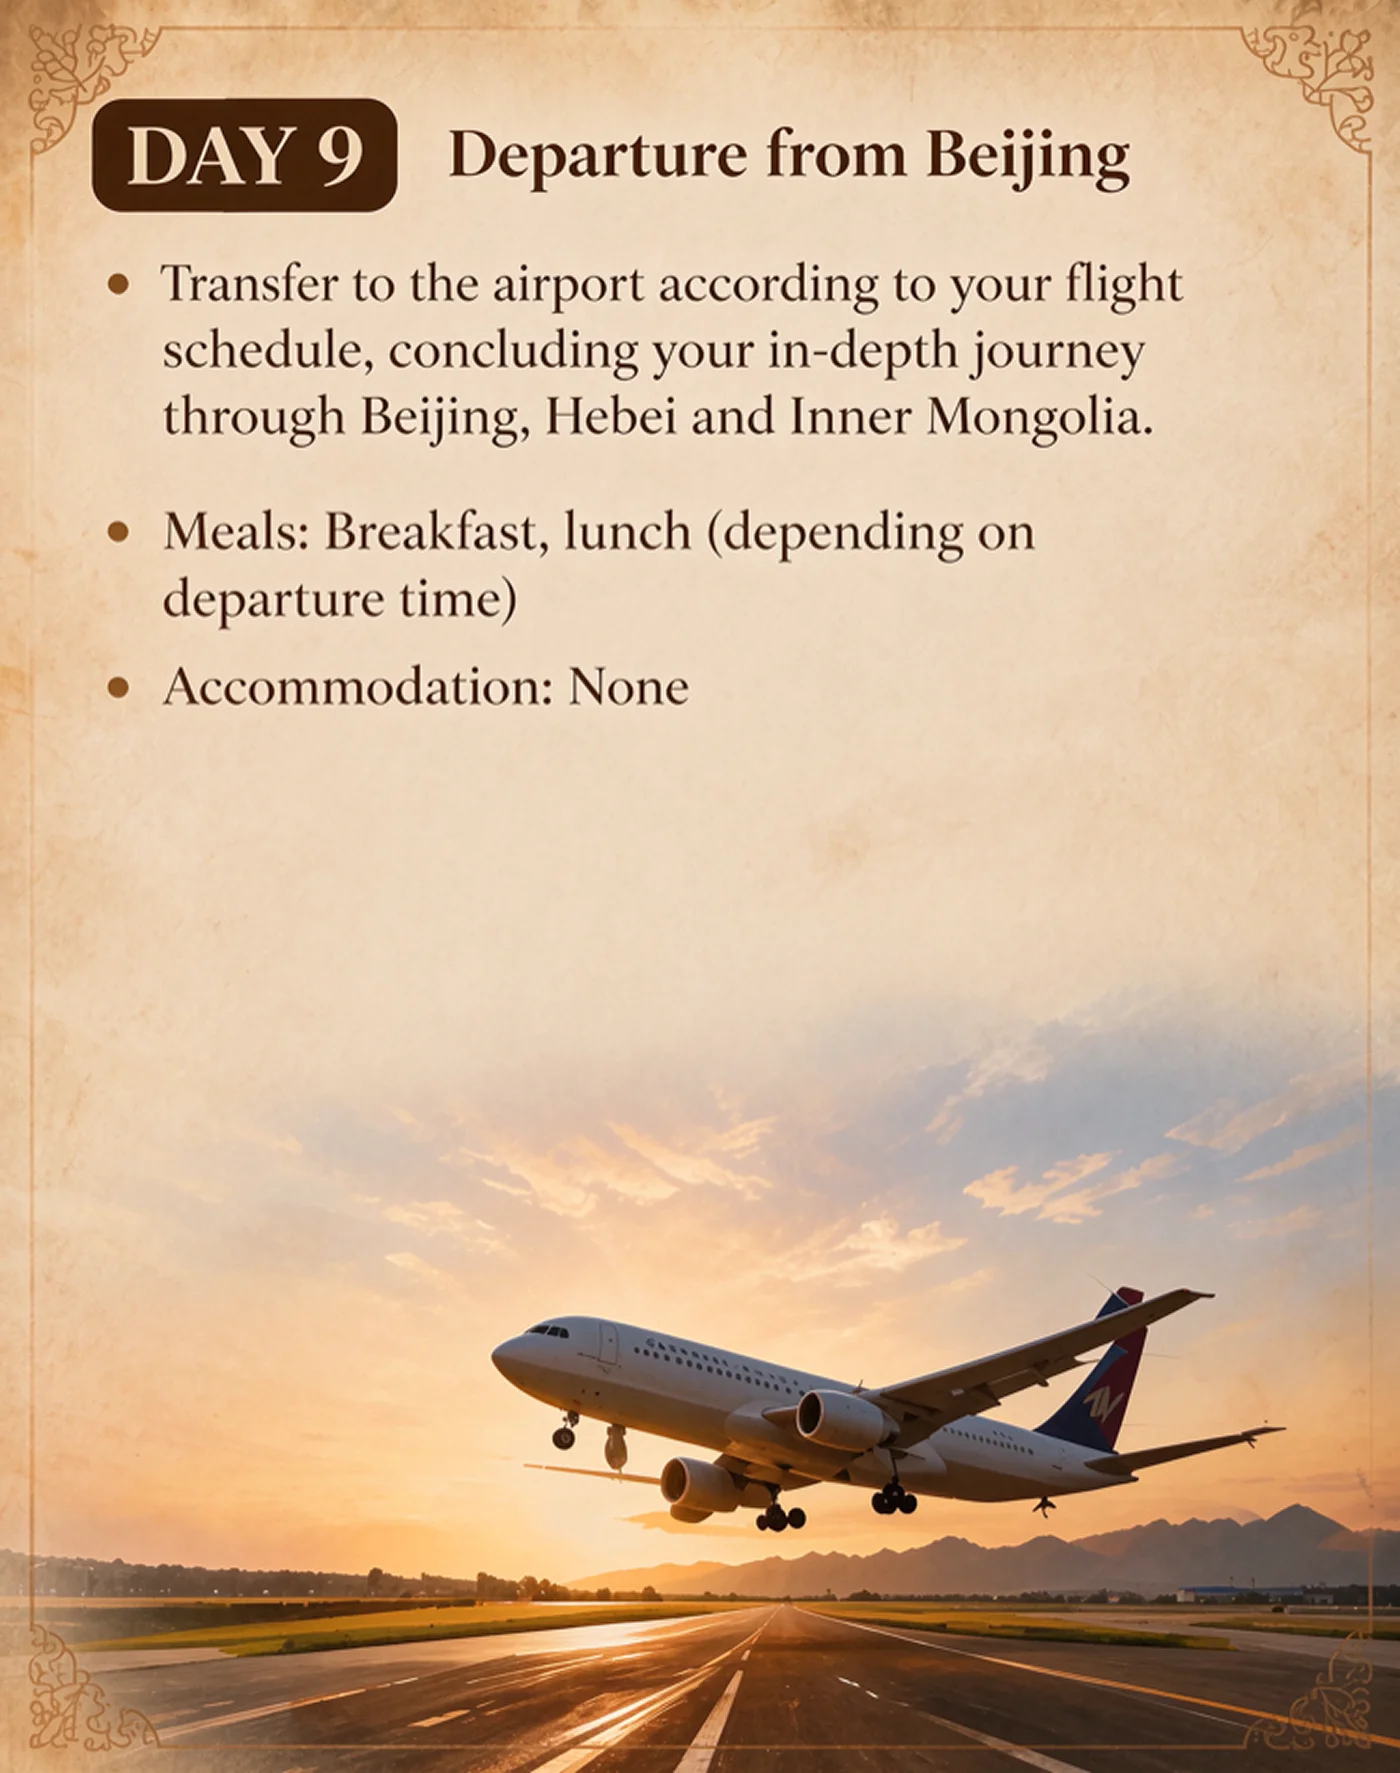 DAY 9 Departure from Beijing
• Transfer to the airport according to your flight
schedule, concluding your in-depth journey
through Beijing, Hebei and Inner Mongolia.
• Meals: Breakfast, lunch (depending on
departure time)
• Accommodation: None